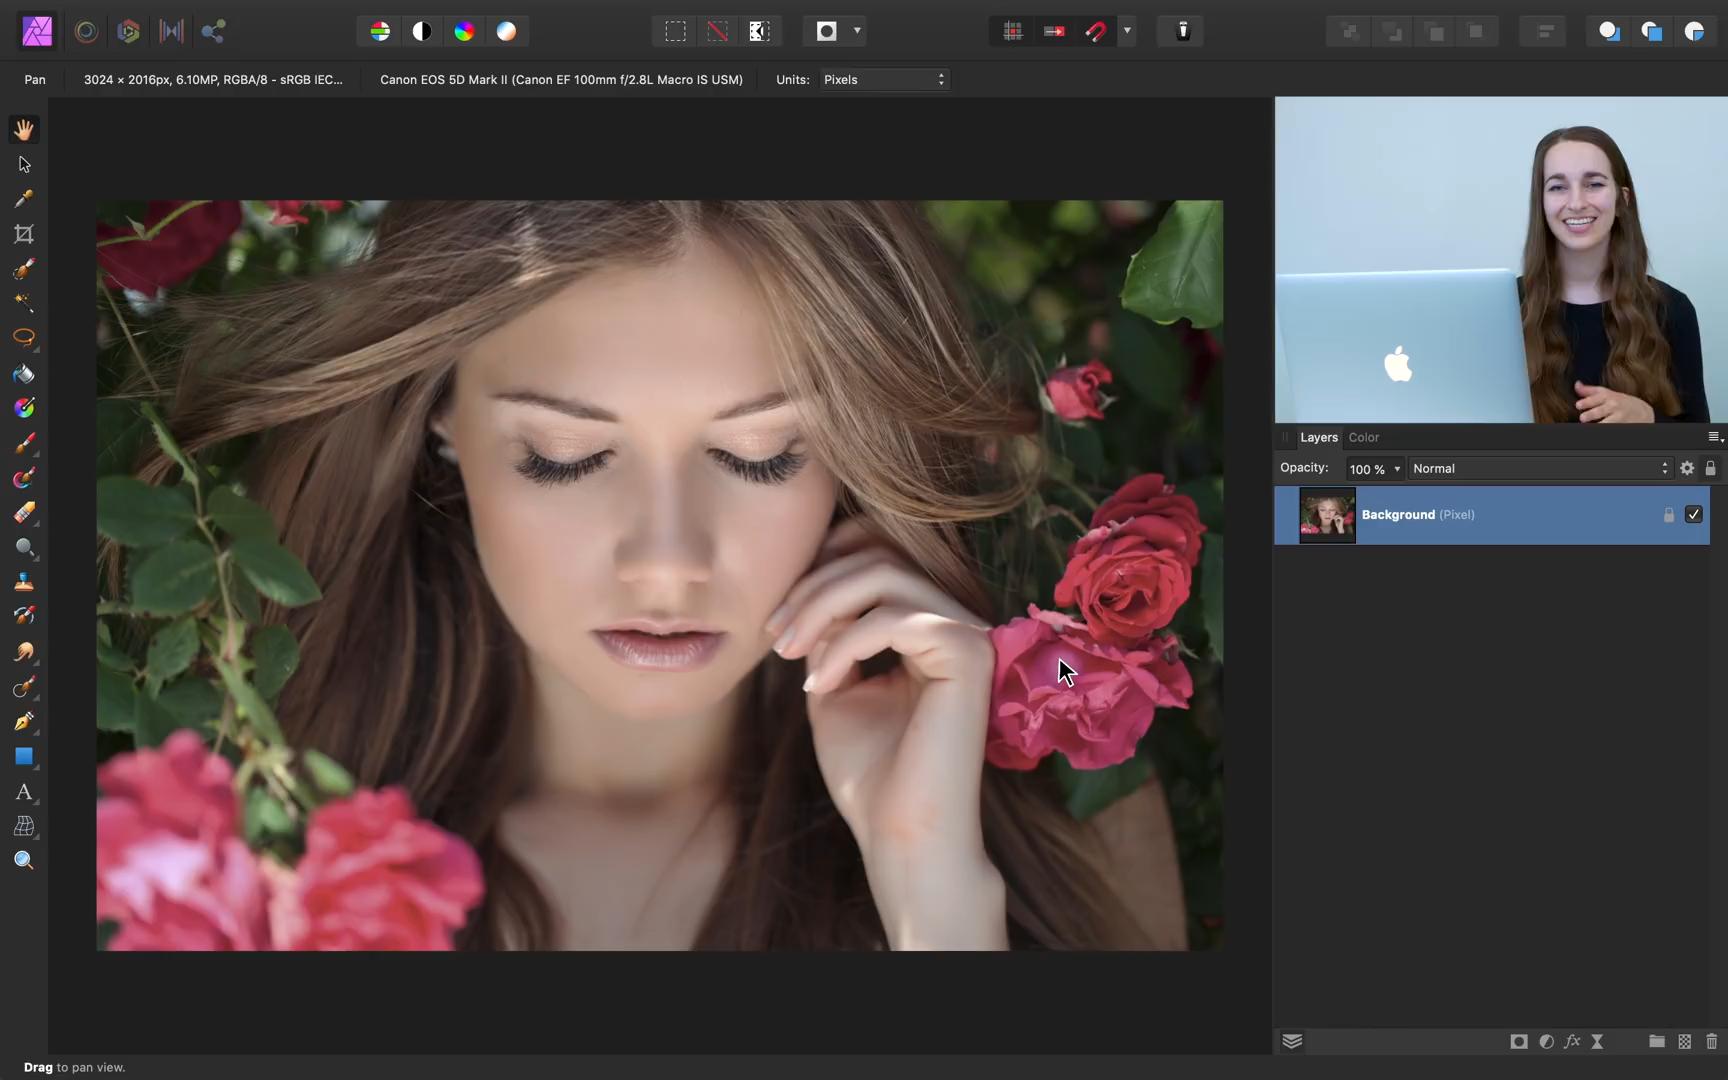 Pan
3024 × 2016px, 6.10MP, RGBA/8 - sRGB IEC...
Canon EOS 5D Mark II (Canon EF 100mm f/2.8L Macro IS USM)
Units:
Pixels
Layers
Color
Opacity:
100 %
Normal
Background (Pixel)
A
fx
Drag to pan view.